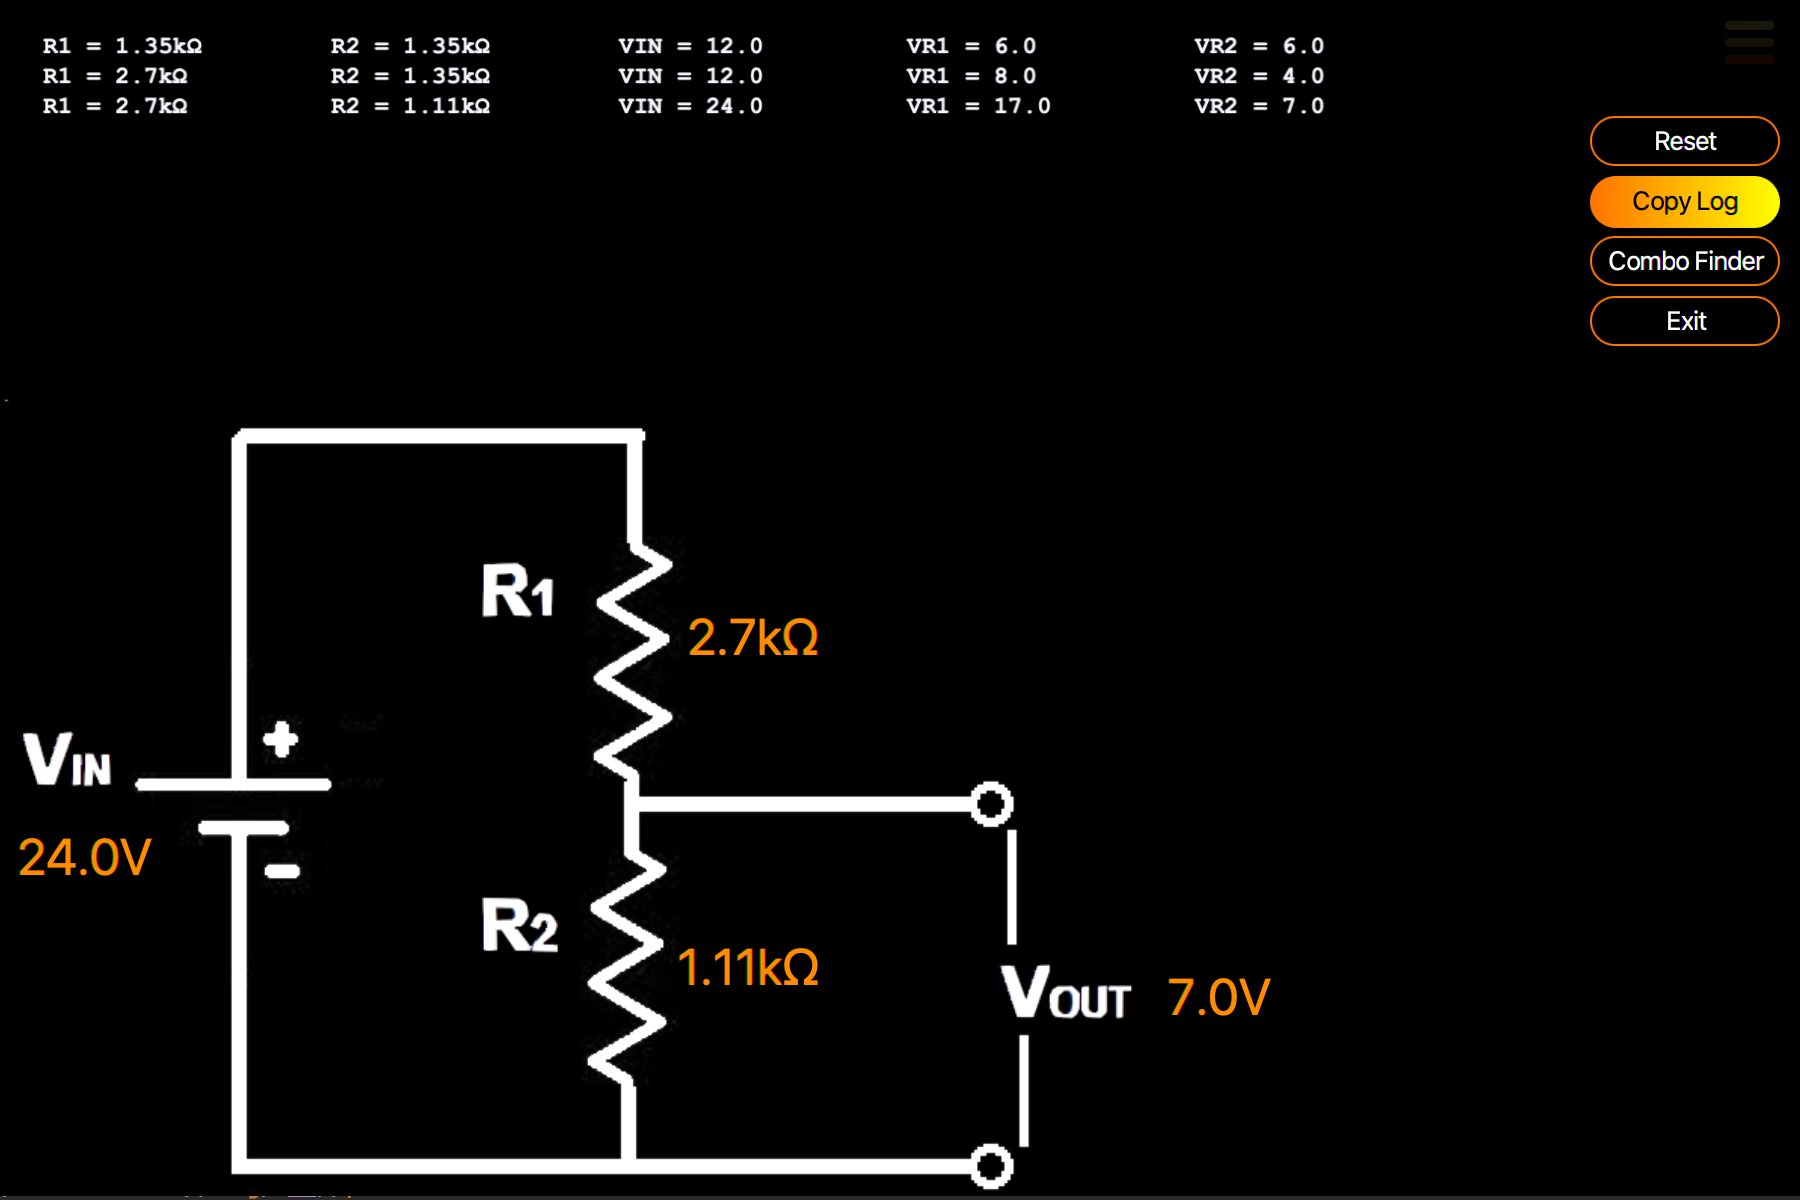 R1 = 1.35kΩ R2 = 1.35kΩ VIN = 12.0 VR1 = 6.0 VR2 = 6.0
R1 = 2.7kΩ R2 = 1.35kΩ VIN = 12.0 VR1 = 8.0 VR2 = 4.0
R1 = 2.7kΩ R2 = 1.11kΩ VIN = 24.0 VR1 = 17.0 VR2 = 7.0
Reset
Copy Log
Combo Finder
Exit
R1
2.7kΩ
+
VIN
24.0V
-
R2
1.11kΩ
VOUT 7.0V